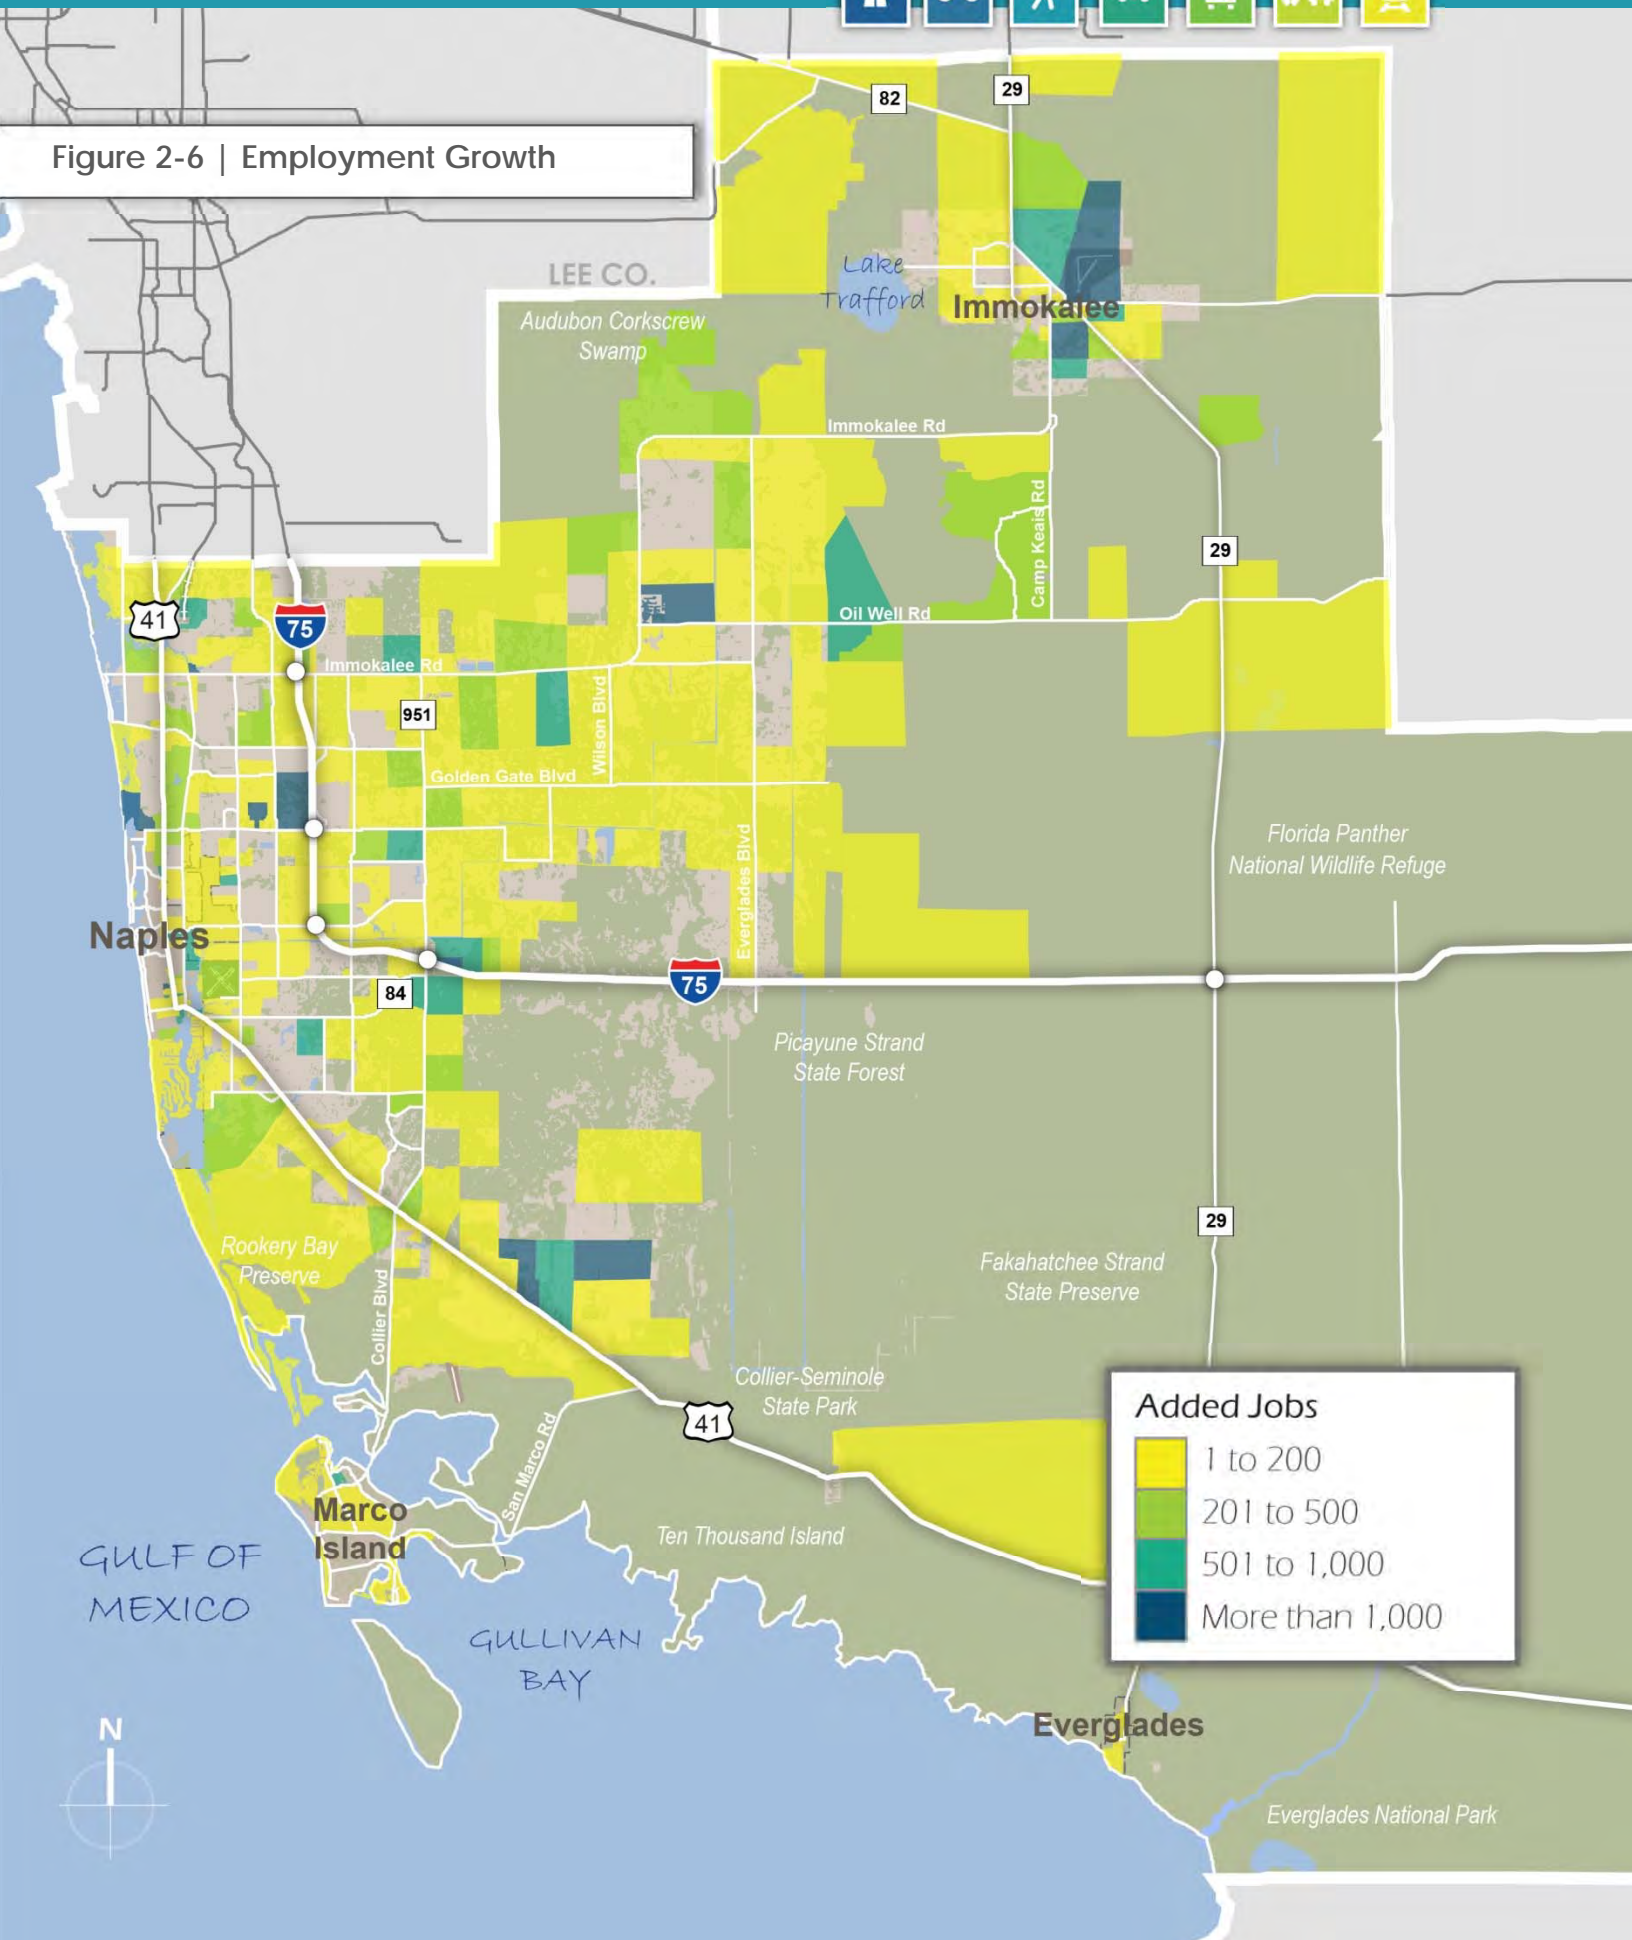 Figure 2-6 | Employment Growth
82
29
LEE CO.
Lake
Trafford
Immokalee
Audubon Corkscrew
Swamp
Immokalee Rd
Camp Keais Rd
29
41
75
Oil Well Rd
Immokalee Rd
951
Wilson Blvd
Golden Gate Blvd
Everglades Blvd
Florida Panther
National Wildlife Refuge
Naples
75
84
Picayune Strand
State Forest
29
Rookery Bay
Preserve
Collier Blvd
Fakahatchee Strand
State Preserve
Collier-Seminole
State Park
41
San Marco Rd
Marco
Island
Ten Thousand Island
GULF OF
MEXICO
GULLIVAN
BAY
Added Jobs
1 to 200
201 to 500
501 to 1,000
More than 1,000
N
Everglades
Everglades National Park